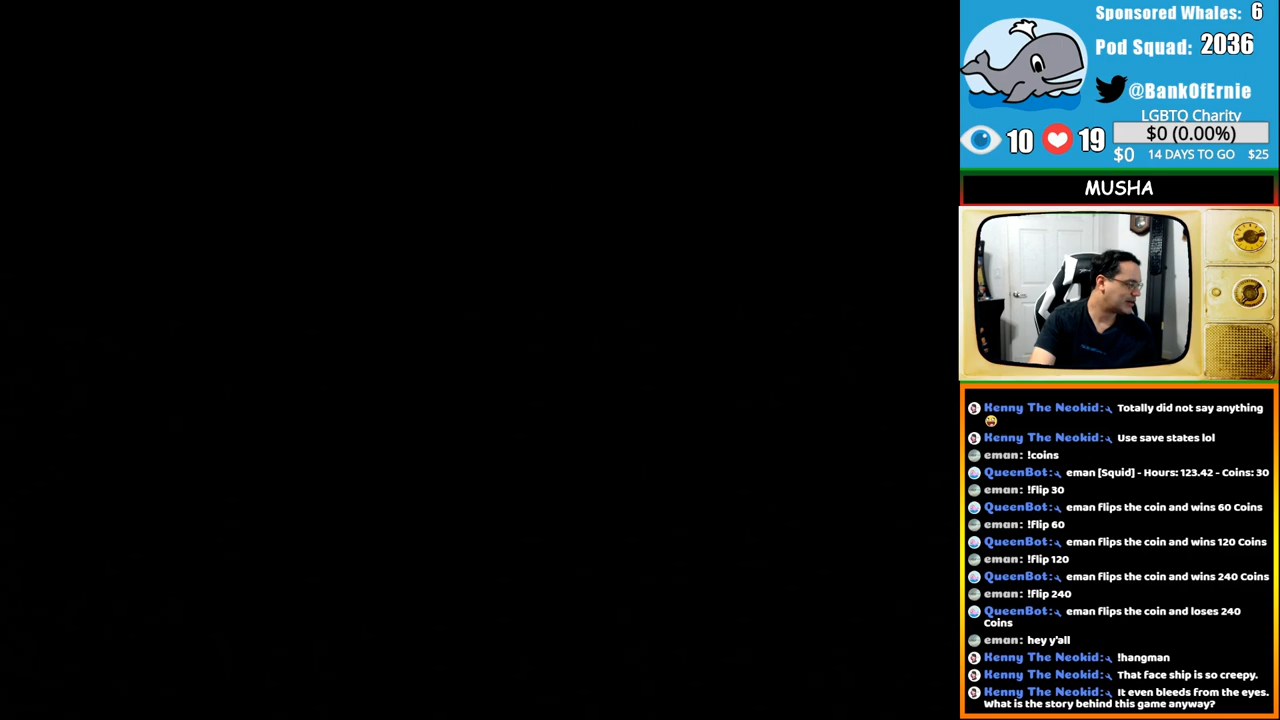 Sponsored Whales: 6
Pod Squad: 2036
@BankOfErnie
LGBTQ Charity
10 19 $0 (0.00%)
$0 14 DAYS TO GO $25
MUSHA
Kenny The Neokid: Totally did not say anything
Kenny The Neokid: Use save states lol
eman: !coins
QueenBot: eman [Squid] - Hours: 123.42 - Coins: 30
eman: !flip 30
QueenBot: eman flips the coin and wins 60 Coins
eman: !flip 60
QueenBot: eman flips the coin and wins 120 Coins
eman: !flip 120
QueenBot: eman flips the coin and wins 240 Coins
eman: !flip 240
QueenBot: eman flips the coin and loses 240
Coins
eman: hey y'all
Kenny The Neokid: !hangman
Kenny The Neokid: That face ship is so creepy.
Kenny The Neokid: It even bleeds from the eyes.
What is the story behind this game anyway?